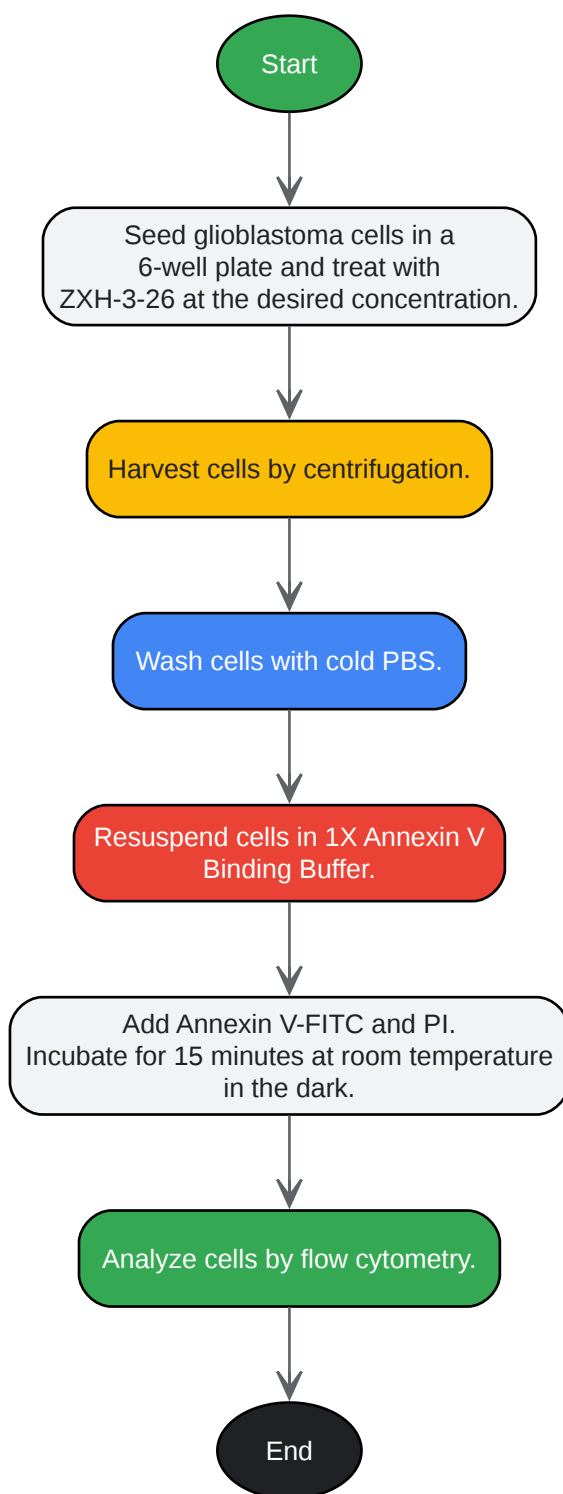 Start
Seed glioblastoma cells in a
6-well plate and treat with
ZXH-3-26 at the desired concentration.
Harvest cells by centrifugation.
Wash cells with cold PBS.
Resuspend cells in 1X Annexin V
Binding Buffer.
Add Annexin V-FITC and PI.
Incubate for 15 minutes at room temperature
in the dark.
Analyze cells by flow cytometry.
End